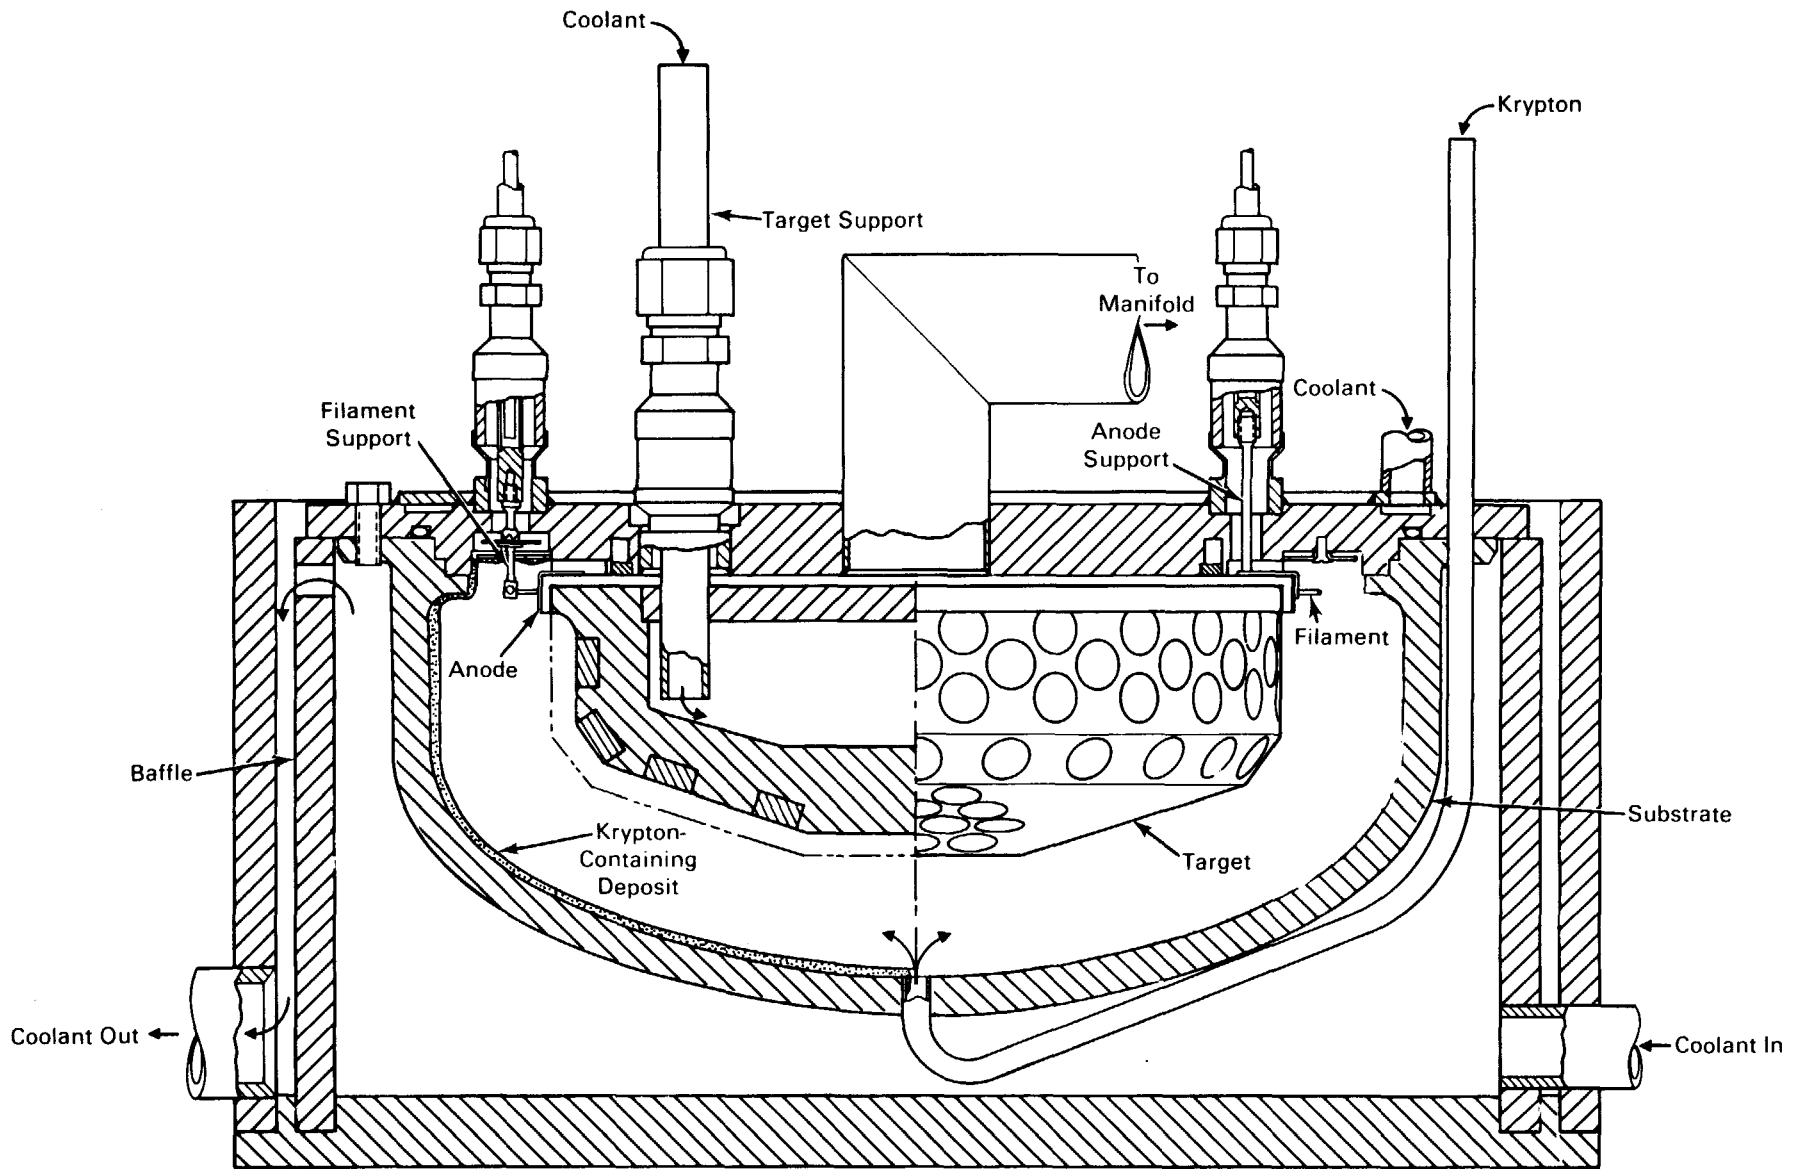 Coolant
Krypton
Target Support
To
Manifold
Coolant
Filament
Support
Anode
Support
Filament
Anode
Baffle
Krypton-
Containing
Deposit
Substrate
Target
Coolant Out
Coolant In